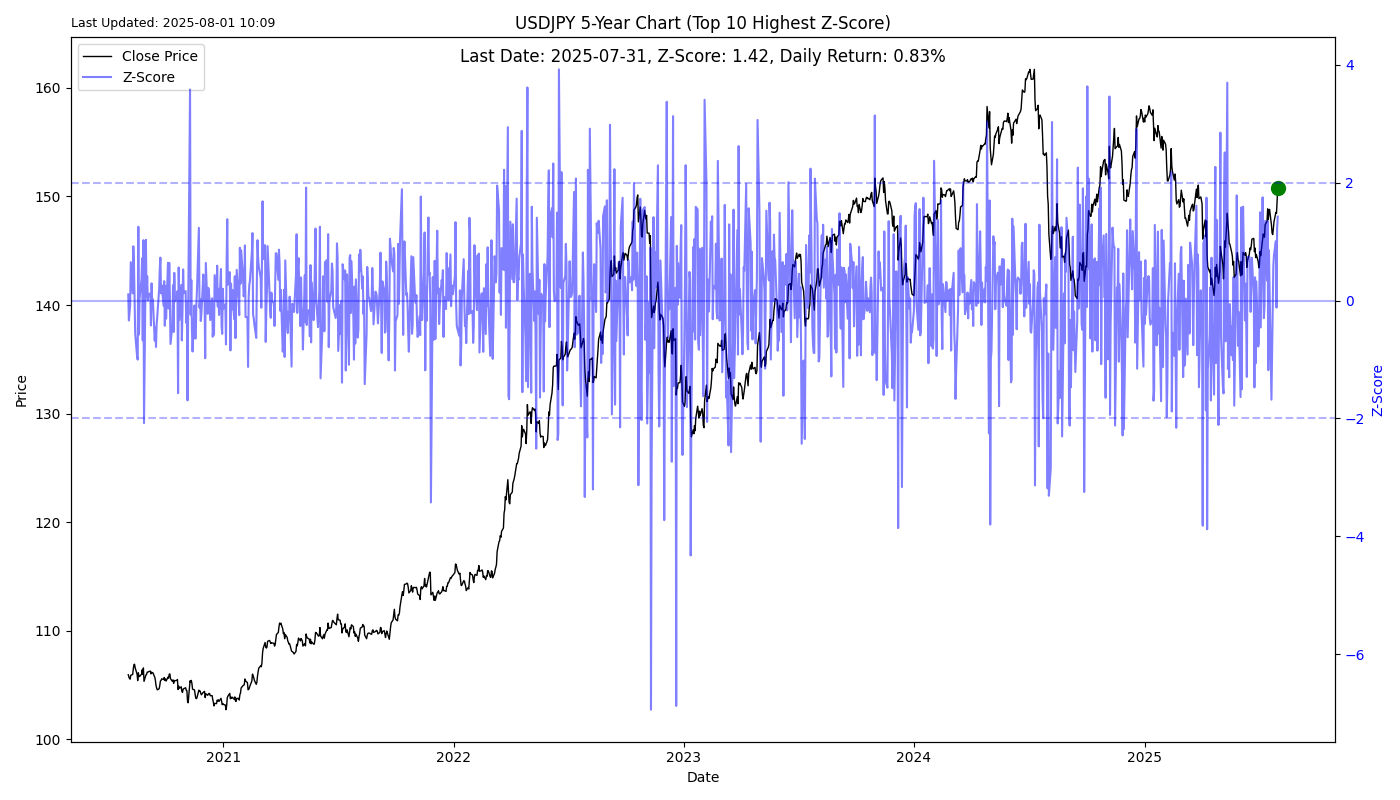 Last Updated: 2025-08-01 10:09
USDJPY 5-Year Chart (Top 10 Highest Z-Score)
Last Date: 2025-07-31, Z-Score: 1.42, Daily Return: 0.83%
Close Price
Z-Score
160
150
140
130
120
110
100
Price
4
2
0
−2
−4
−6
Z-Score
2021
2022
2023
2024
2025
Date